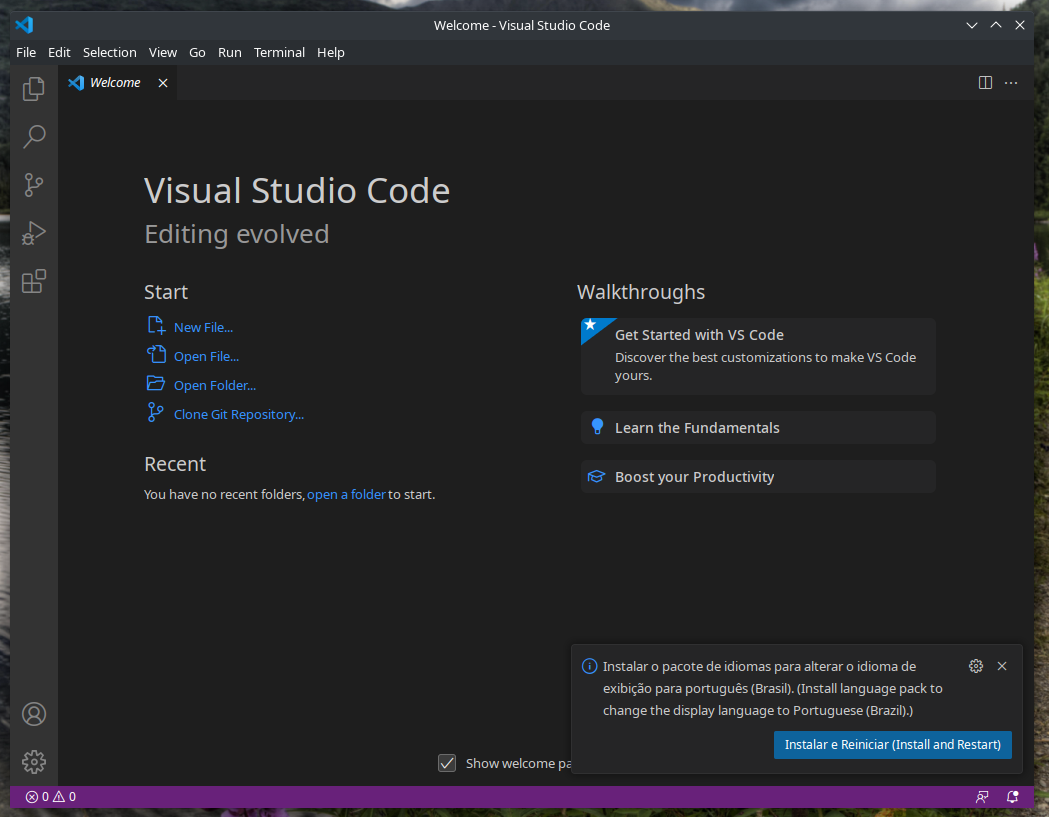 Welcome - Visual Studio Code
File Edit Selection View Go Run Terminal Help
Welcome
Visual Studio Code
Editing evolved
Start
New File...
Open File...
Open Folder...
Clone Git Repository...
Recent
You have no recent folders, open a folder to start.
Walkthroughs
Get Started with VS Code
Discover the best customizations to make VS Code
yours.
Learn the Fundamentals
Boost your Productivity
Instalar o pacote de idiomas para alterar o idioma de
exibição para português (Brasil). (Install language pack to
change the display language to Portuguese (Brazil).)
Instalar e Reiniciar (Install and Restart)
Show welcome pa
0 0